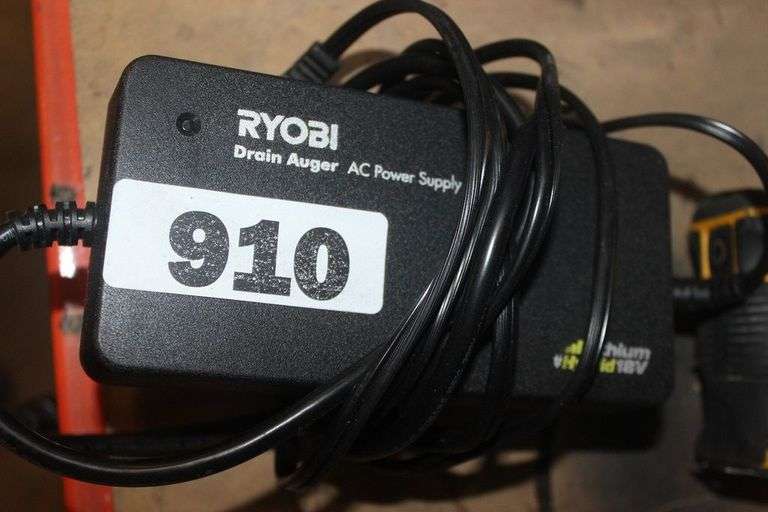 RYOBI
Drain Auger AC Power Supply
910
18V